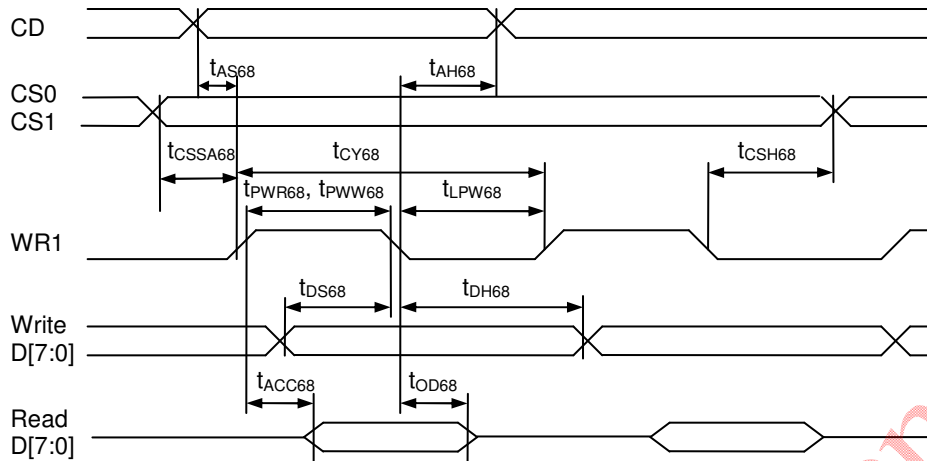 CD
tAS68 tAH68
CS0
CS1
tCSSA68 tCY68 tCSH68
tPWR68, tPWW68 tLPW68
WR1
tDS68 tDH68
Write
D[7:0]
tACC68 tOD68
Read
D[7:0]